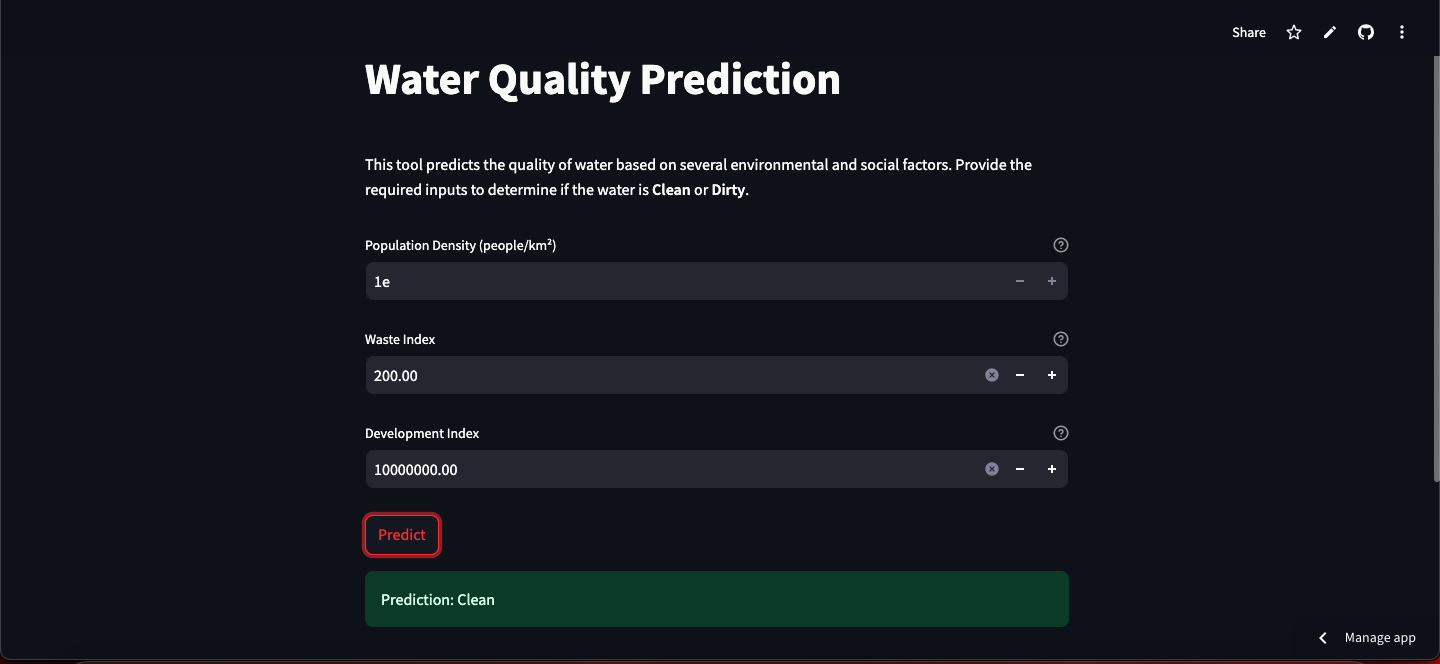 Share
Water Quality Prediction
This tool predicts the quality of water based on several environmental and social factors. Provide the
required inputs to determine if the water is Clean or Dirty.
Population Density (people/km²)
1e
Waste Index
200.00
Development Index
10000000.00
Predict
Prediction: Clean
Manage app